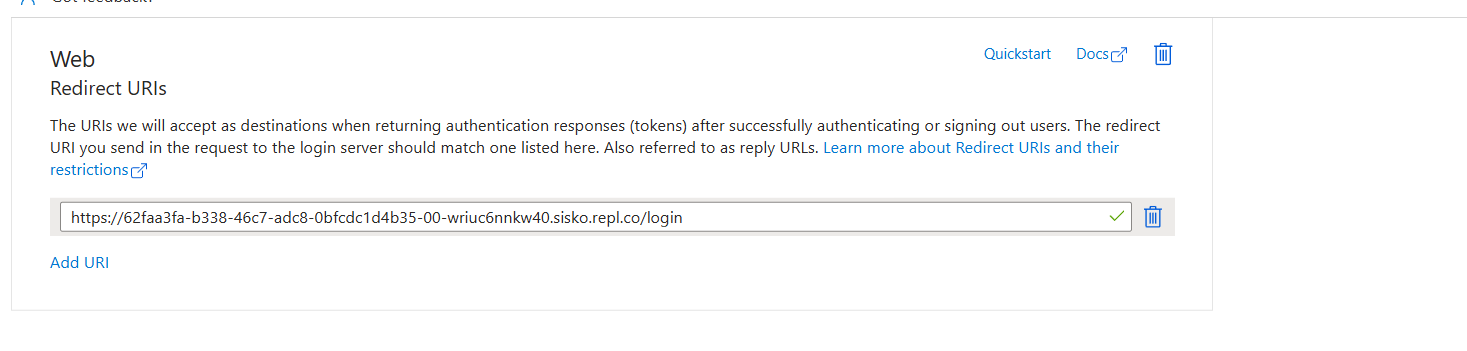 Web
Quickstart Docs
Redirect URIs
The URIs we will accept as destinations when returning authentication responses (tokens) after successfully authenticating or signing out users. The redirect
URI you send in the request to the login server should match one listed here. Also referred to as reply URLs. Learn more about Redirect URIs and their
restrictions
https://62faa3fa-b338-46c7-adc8-0bfcdc1d4b35-00-wriuc6nnkw40.sisko.repl.co/login
Add URI